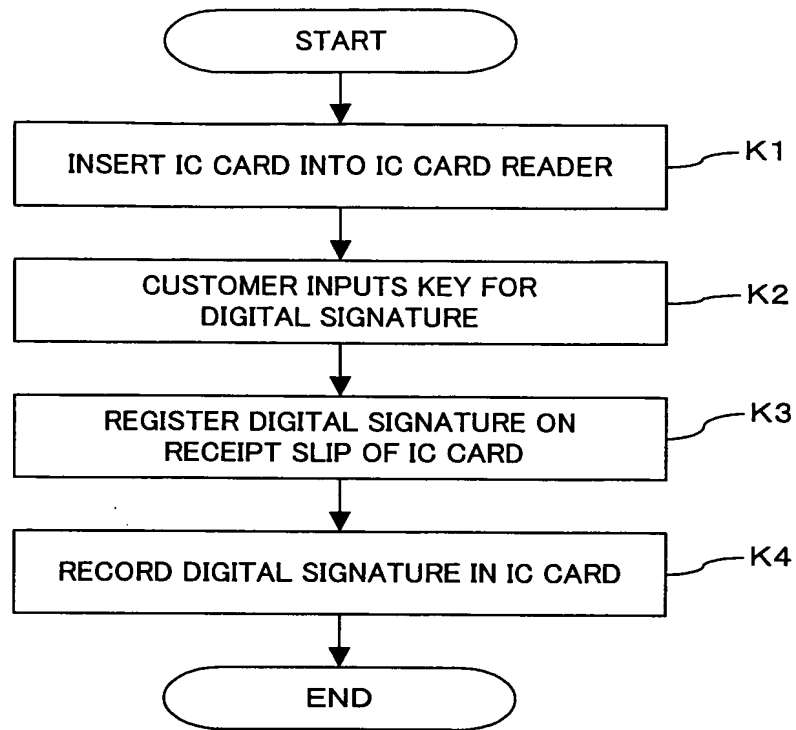 START
INSERT IC CARD INTO IC CARD READER
K1
CUSTOMER INPUTS KEY FOR
DIGITAL SIGNATURE
K2
REGISTER DIGITAL SIGNATURE ON
RECEIPT SLIP OF IC CARD
K3
RECORD DIGITAL SIGNATURE IN IC CARD
K4
END